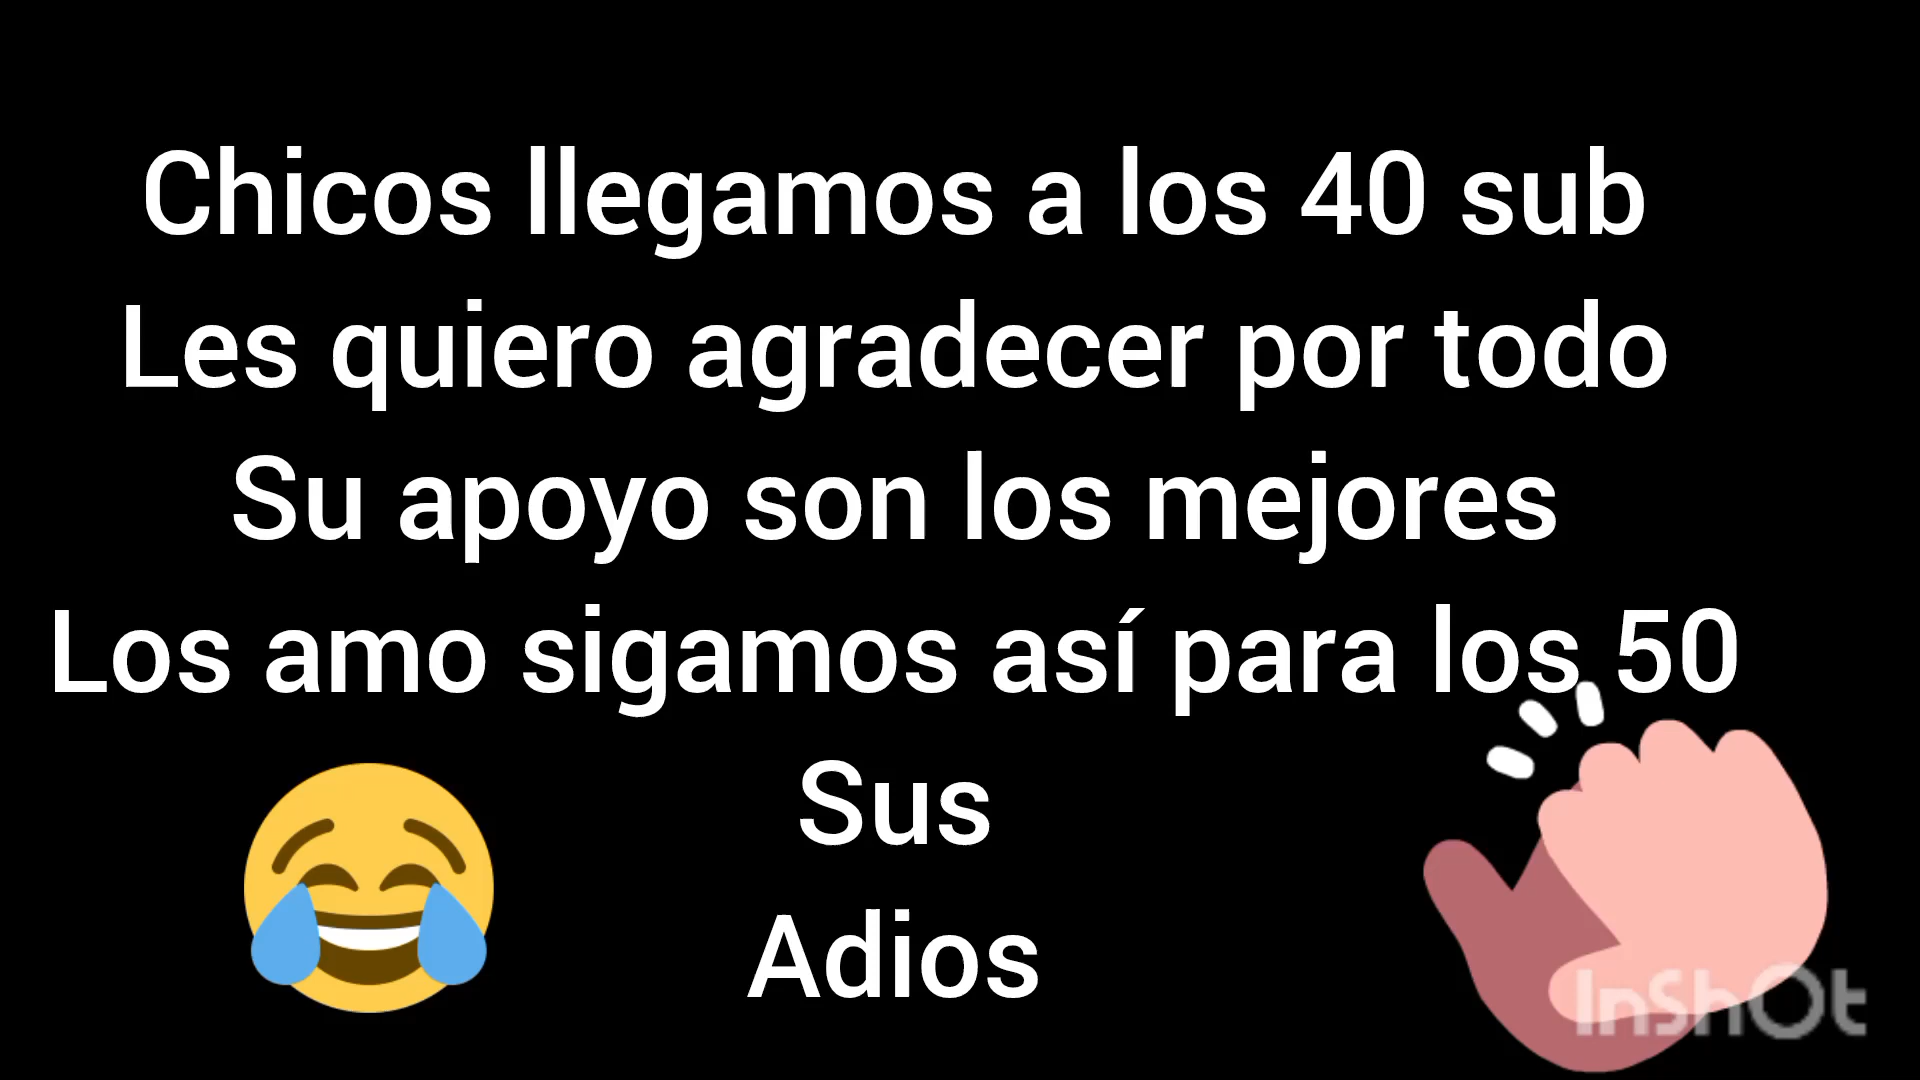 Chicos llegamos a los 40 sub
Les quiero agradecer por todo
Su apoyo son los mejores
Los amo sigamos así para los 50
Sus
Adios
InShOt